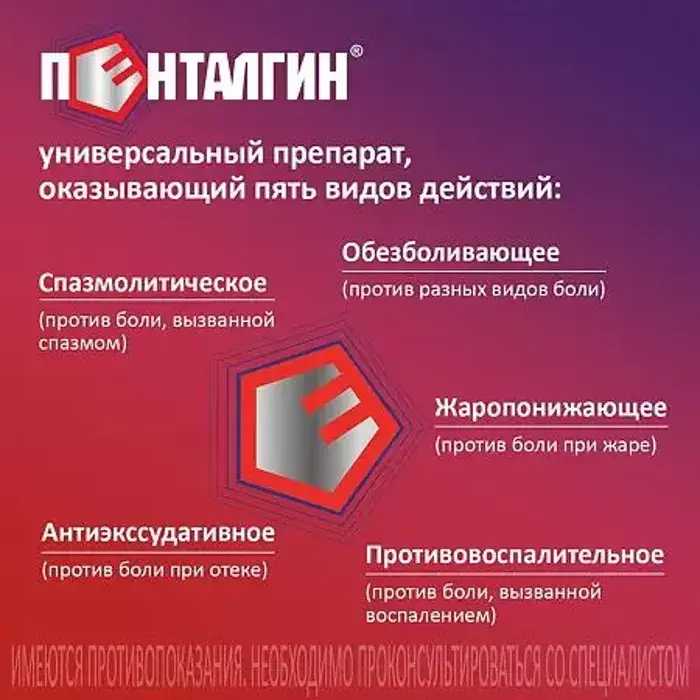 ПЕНТАЛГИН®
универсальный препарат,
оказывающий пять видов действий:
Обезболивающее
(против разных видов боли)
Спазмолитическое
(против боли, вызванной
спазмом)
Жаропонижающее
(против боли при жаре)
Антиэкссудативное
(против боли при отеке)
Противовоспалительное
(против боли, вызванной
воспалением)
ИМЕЮТСЯ ПРОТИВОПОКАЗАНИЯ. НЕОБХОДИМО ПРОКОНСУЛЬТИРОВАТЬСЯ СО СПЕЦИАЛИСТОМ